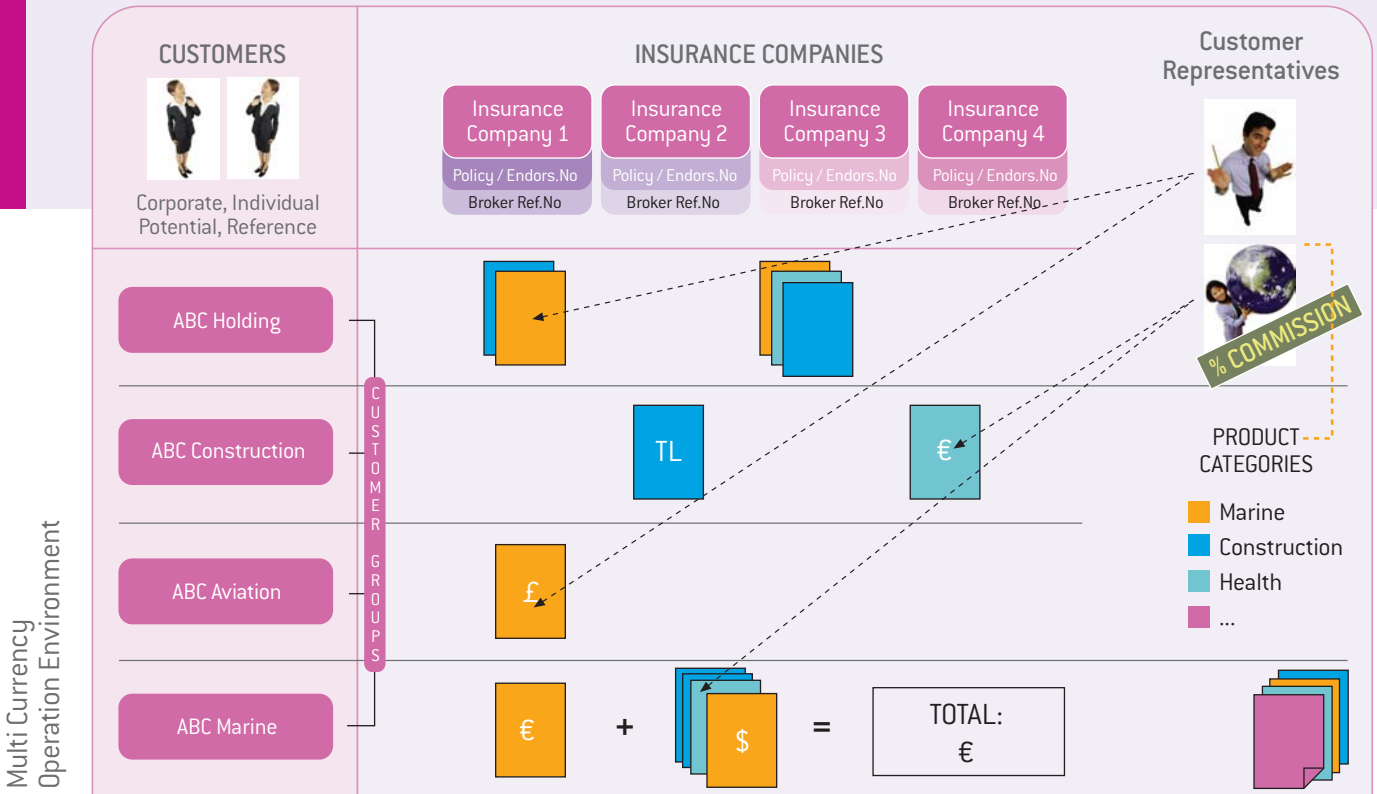 CUSTOMERS
Corporate, Individual
Potential, Reference
INSURANCE COMPANIES
Insurance
Company 1
Policy / Endors.No
Broker Ref.No
Insurance
Company 2
Policy / Endors.No
Broker Ref.No
Insurance
Company 3
Policy / Endors.No
Broker Ref.No
Insurance
Company 4
Policy / Endors.No
Broker Ref.No
Customer
Representatives
% COMMISSION
ABC Holding
CUSTOMER GROUPS
ABC Construction
TL
€
PRODUCT
CATEGORIES
Marine
Construction
Health
...
ABC Aviation
£
ABC Marine
€
+
$
=
TOTAL:
€
Multi Currency
Operation Environment